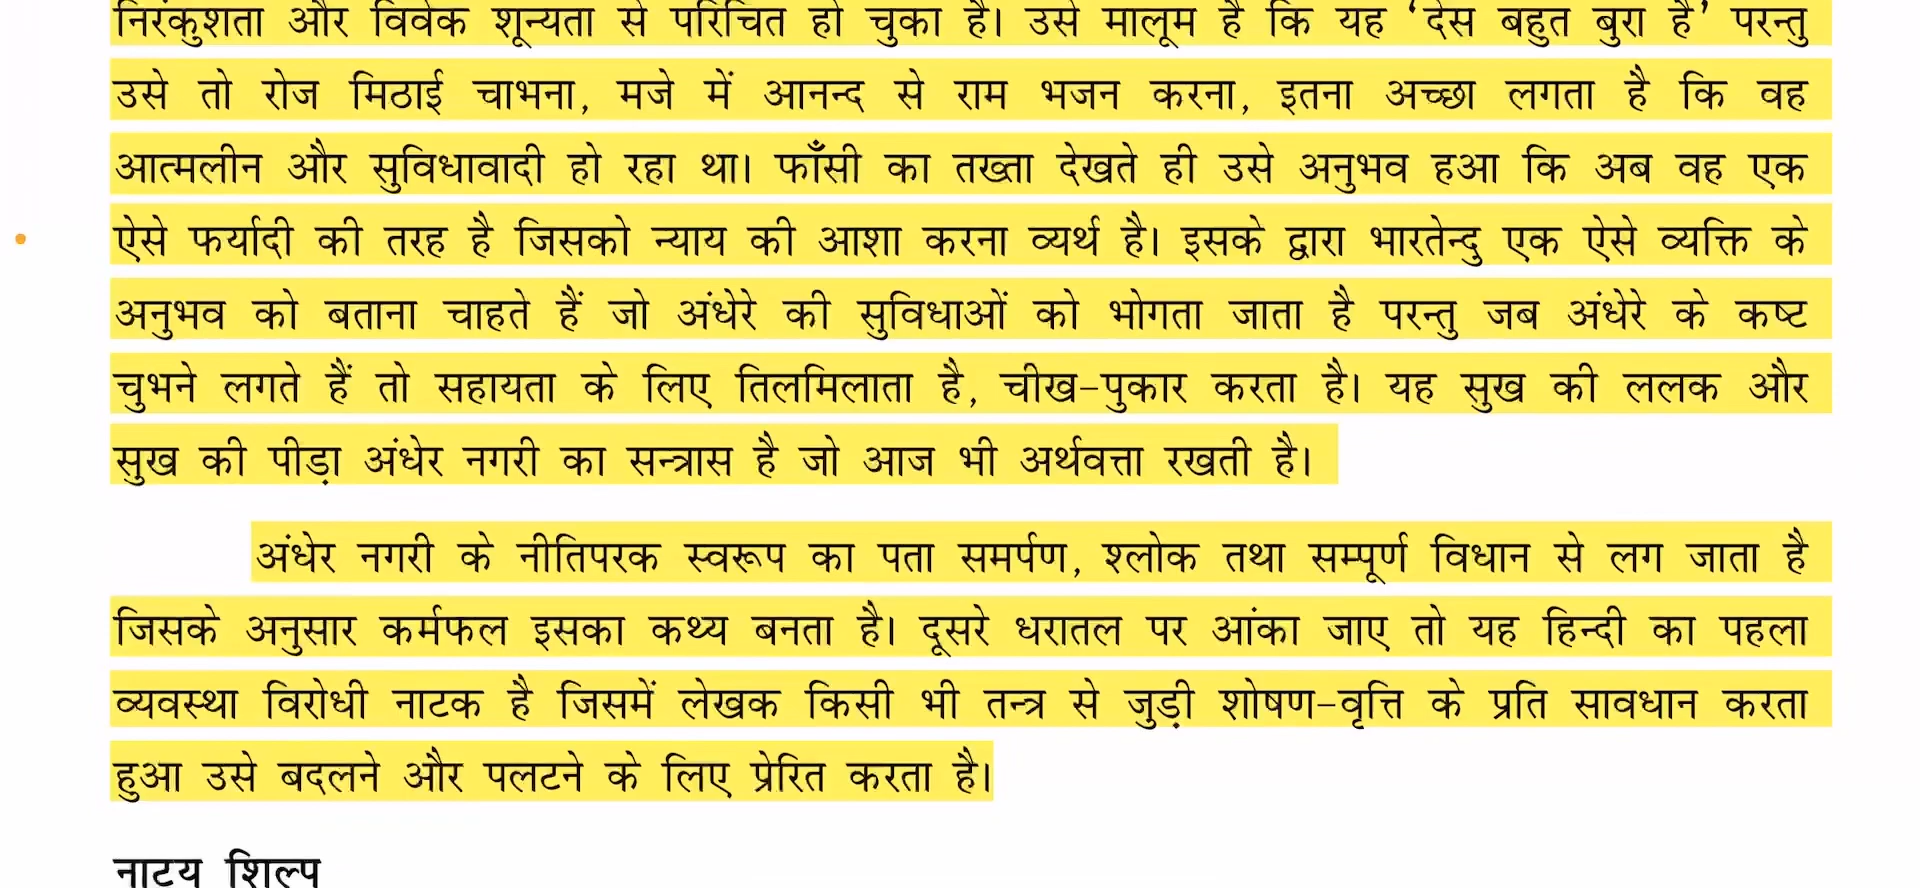 निरंकुशता और विवेक शून्यता से परिचित हो चुका है। उसे मालूम है कि यह ‘देस बहुत बुरा है’ परन्तु
उसे तो रोज मिठाई चाभना, मजे में आनन्द से राम भजन करना, इतना अच्छा लगता है कि वह
आत्मलीन और सुविधावादी हो रहा था। फाँसी का तख्ता देखते ही उसे अनुभव हआ कि अब वह एक
ऐसे फर्यादी की तरह है जिसको न्याय की आशा करना व्यर्थ है। इसके द्वारा भारतेन्दु एक ऐसे व्यक्ति के
अनुभव को बताना चाहते हैं जो अंधेरे की सुविधाओं को भोगता जाता है परन्तु जब अंधेरे के कष्ट
चुभने लगते हैं तो सहायता के लिए तिलमिलाता है, चीख-पुकार करता है। यह सुख की ललक और
सुख की पीड़ा अंधेर नगरी का सन्त्रास है जो आज भी अर्थवत्ता रखती है।
अंधेर नगरी के नीतिपरक स्वरूप का पता समर्पण, श्लोक तथा सम्पूर्ण विधान से लग जाता है
जिसके अनुसार कर्मफल इसका कथ्य बनता है। दूसरे धरातल पर आंका जाए तो यह हिन्दी का पहला
व्यवस्था विरोधी नाटक है जिसमें लेखक किसी भी तन्त्र से जुड़ी शोषण-वृत्ति के प्रति सावधान करता
हुआ उसे बदलने और पलटने के लिए प्रेरित करता है।
नाट्य शिल्प